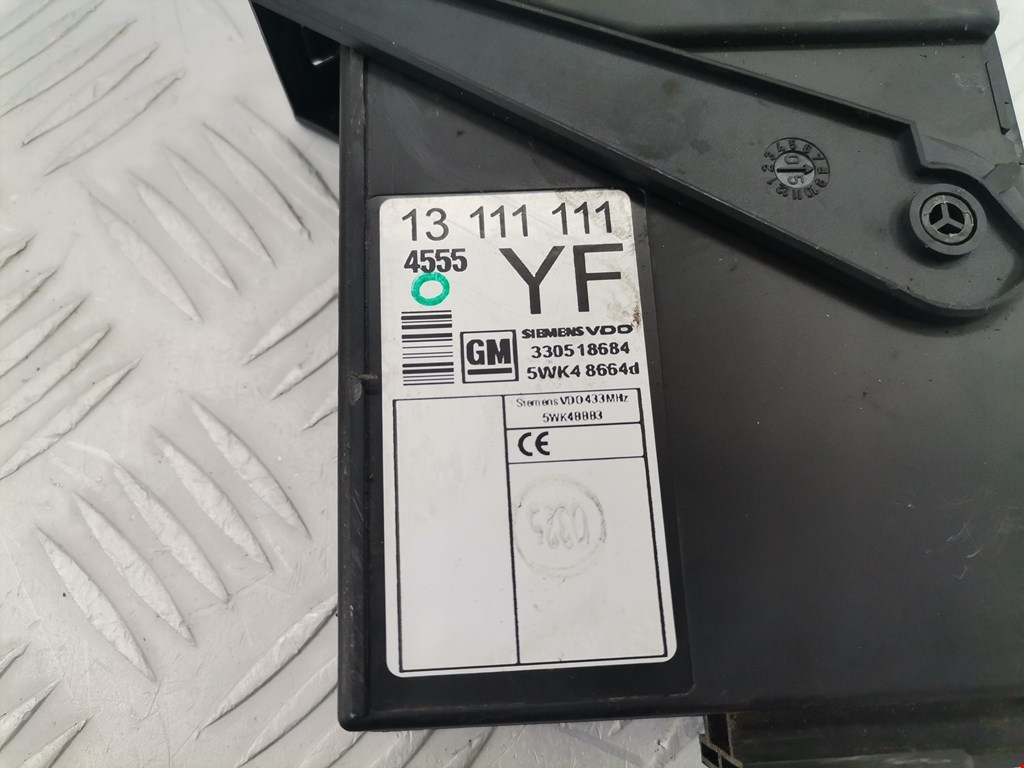 13 111 111
4555
YF
SIEMENS VDO
GM
330518684
5WK4 8664d
Siemens VDO 433MHz
5WK48883
CE